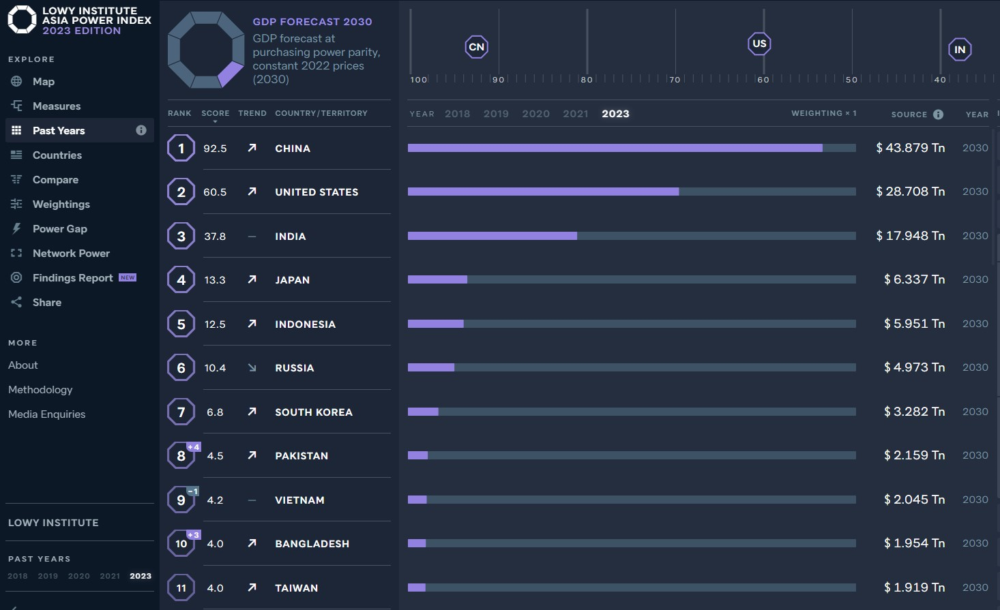 LOWY INSTITUTE
ASIA POWER INDEX
2023 EDITION
EXPLORE
Map
Measures
Past Years
Countries
Compare
Weightings
Power Gap
Network Power
Findings Report NEW
Share
MORE
About
Methodology
Media Enquiries
LOWY INSTITUTE
PAST YEARS
2018 2019 2020 2021 2023
GDP FORECAST 2030
GDP forecast at
purchasing power parity,
constant 2022 prices
(2030)
CN US IN
100 90 80 70 60 50 40
RANK SCORE TREND COUNTRY/TERRITORY YEAR 2018 2019 2020 2021 2023 WEIGHTING × 1 SOURCE YEAR
1 92.5 CHINA $ 43.879 Tn 2030
2 60.5 UNITED STATES $ 28.708 Tn 2030
3 37.8 — INDIA $ 17.948 Tn 2030
4 13.3 JAPAN $ 6.337 Tn 2030
5 12.5 INDONESIA $ 5.951 Tn 2030
6 10.4 RUSSIA $ 4.973 Tn 2030
7 6.8 SOUTH KOREA $ 3.282 Tn 2030
8 +4 4.5 PAKISTAN $ 2.159 Tn 2030
9 −1 4.2 — VIETNAM $ 2.045 Tn 2030
10 +3 4.0 BANGLADESH $ 1.954 Tn 2030
11 4.0 TAIWAN $ 1.919 Tn 2030